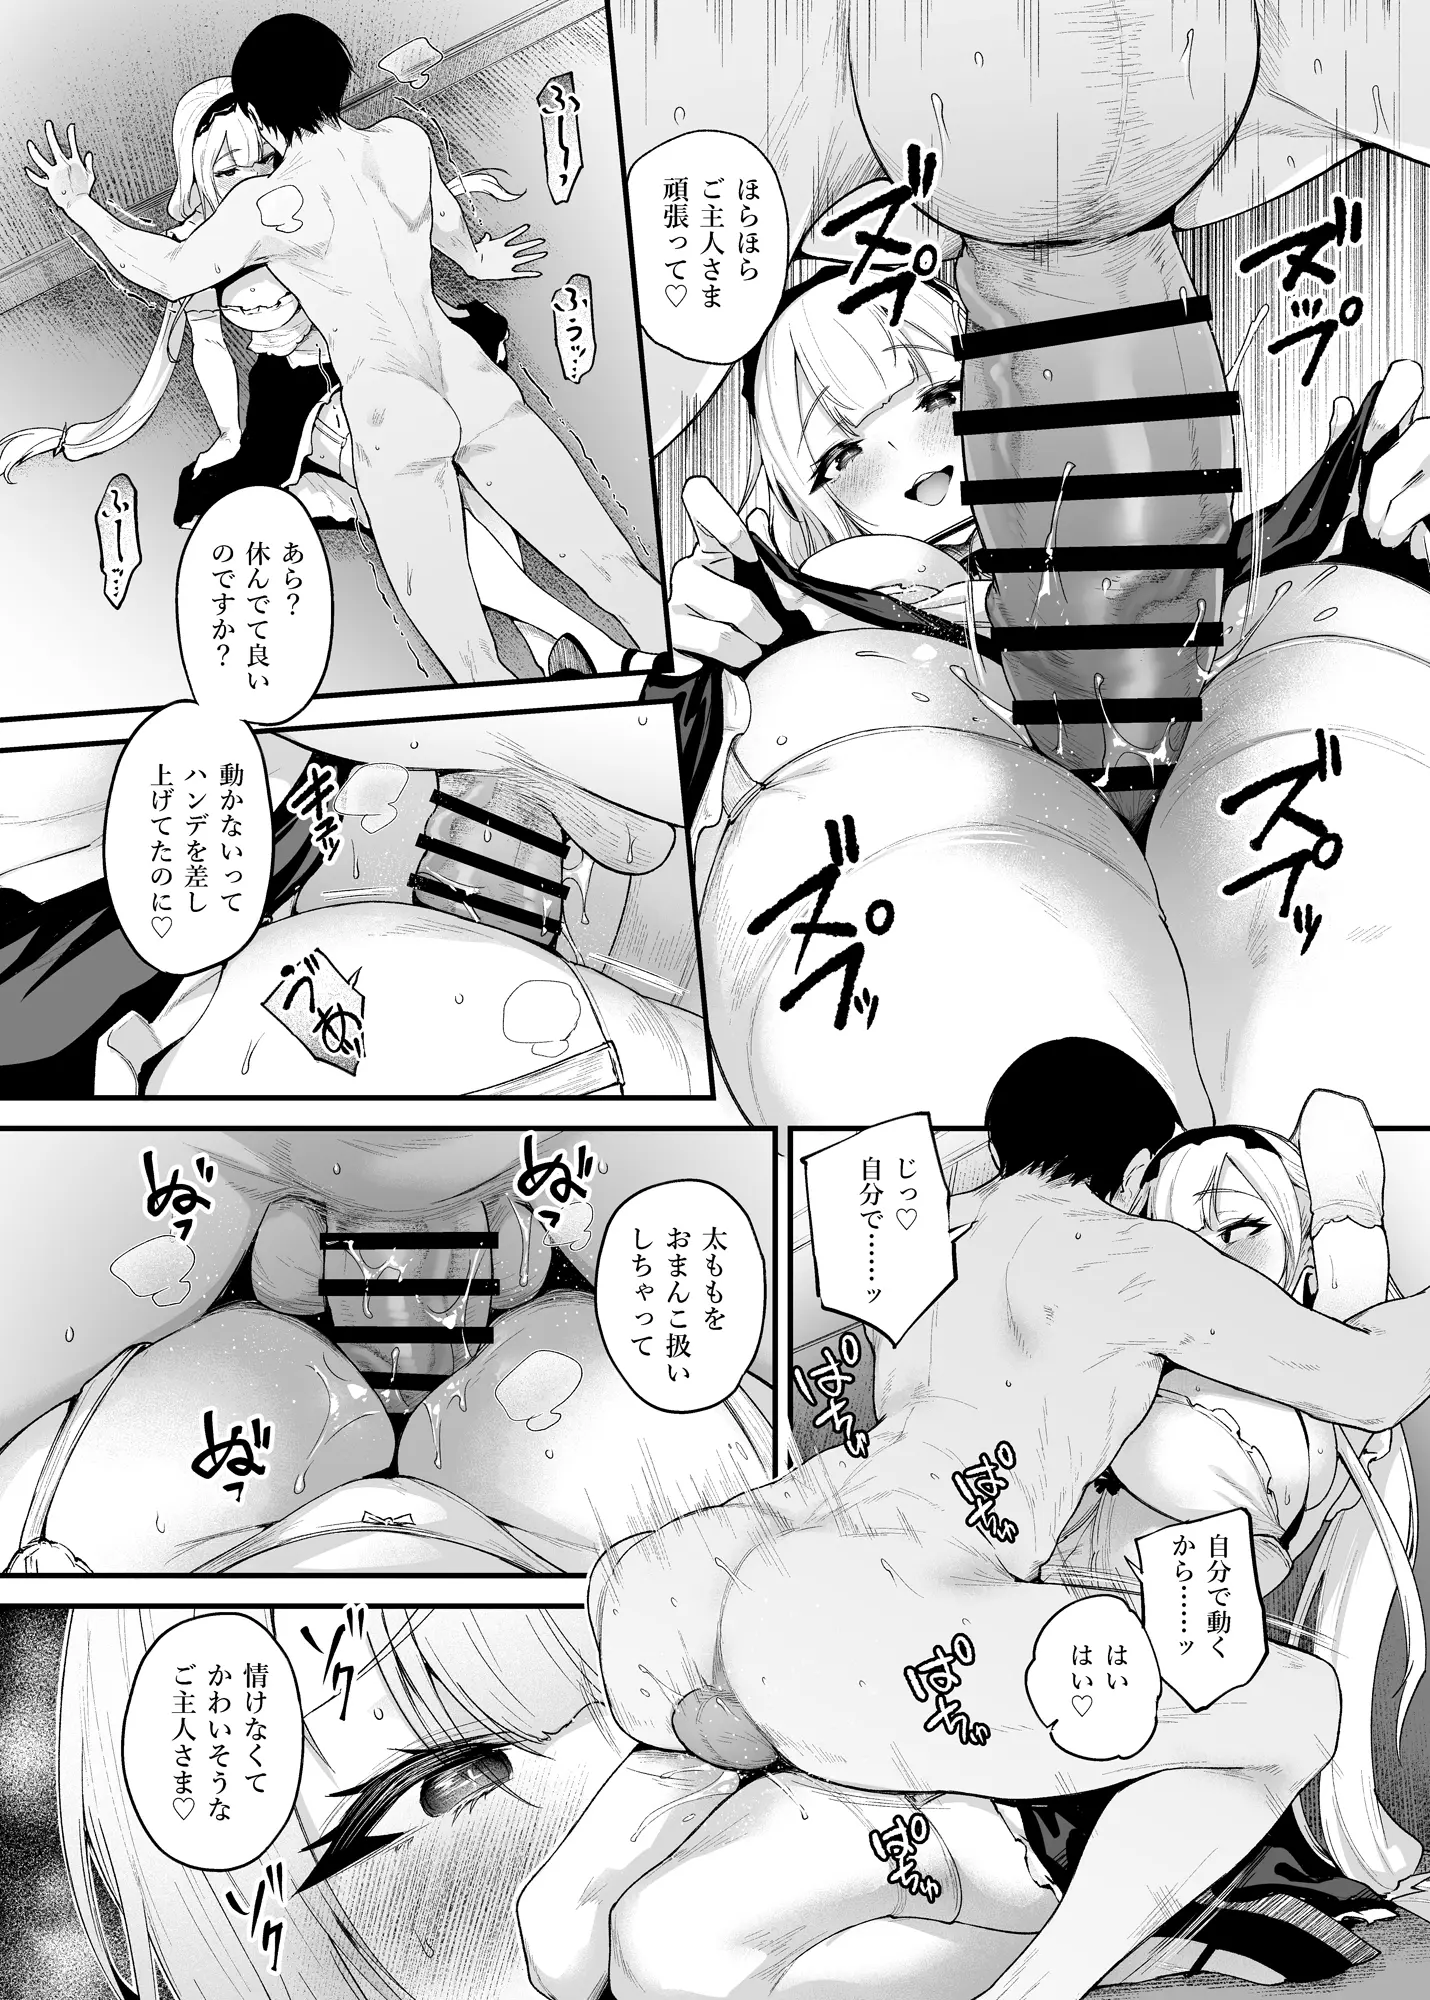 ほらほら
ご主人さま
頑張って♡
ズプ
ズップ
ズプ
ズップ
ふーっ
ふぅっ…
ふーっ…
あら？
休んでて良い
のですか？
動かないって
ハンデを差し
上げてたのに♡
キュッ
じっ♡
自分で……ッ
自分で動く
から……ッ
はい
はい♡
ぱちゅ
ぱちゅ
ぱちゅ
ぱちゅ
太ももを
おまんこ扱い
しちゃって
ぬ゛っ
ぬ゛っ
ぬ゛っ
情けなくて
かわいそうな
ご主人さま♡
ゾク
ゾク